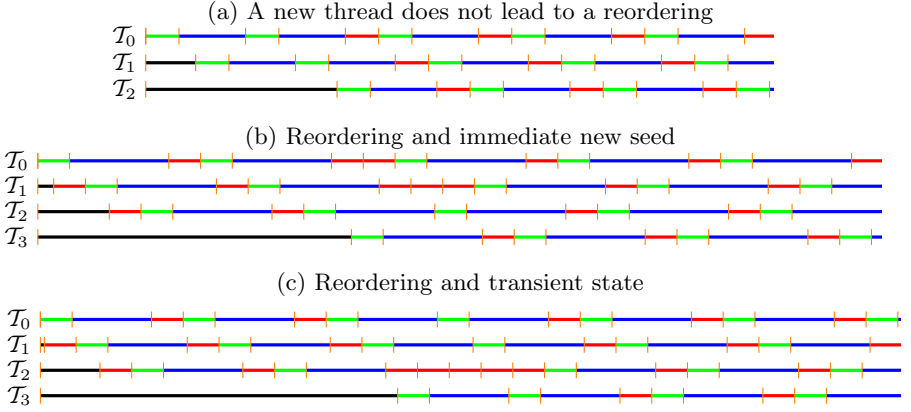 (a) A new thread does not lead to a reordering
𝒯₀
𝒯₁
𝒯₂
(b) Reordering and immediate new seed
𝒯₀
𝒯₁
𝒯₂
𝒯₃
(c) Reordering and transient state
𝒯₀
𝒯₁
𝒯₂
𝒯₃